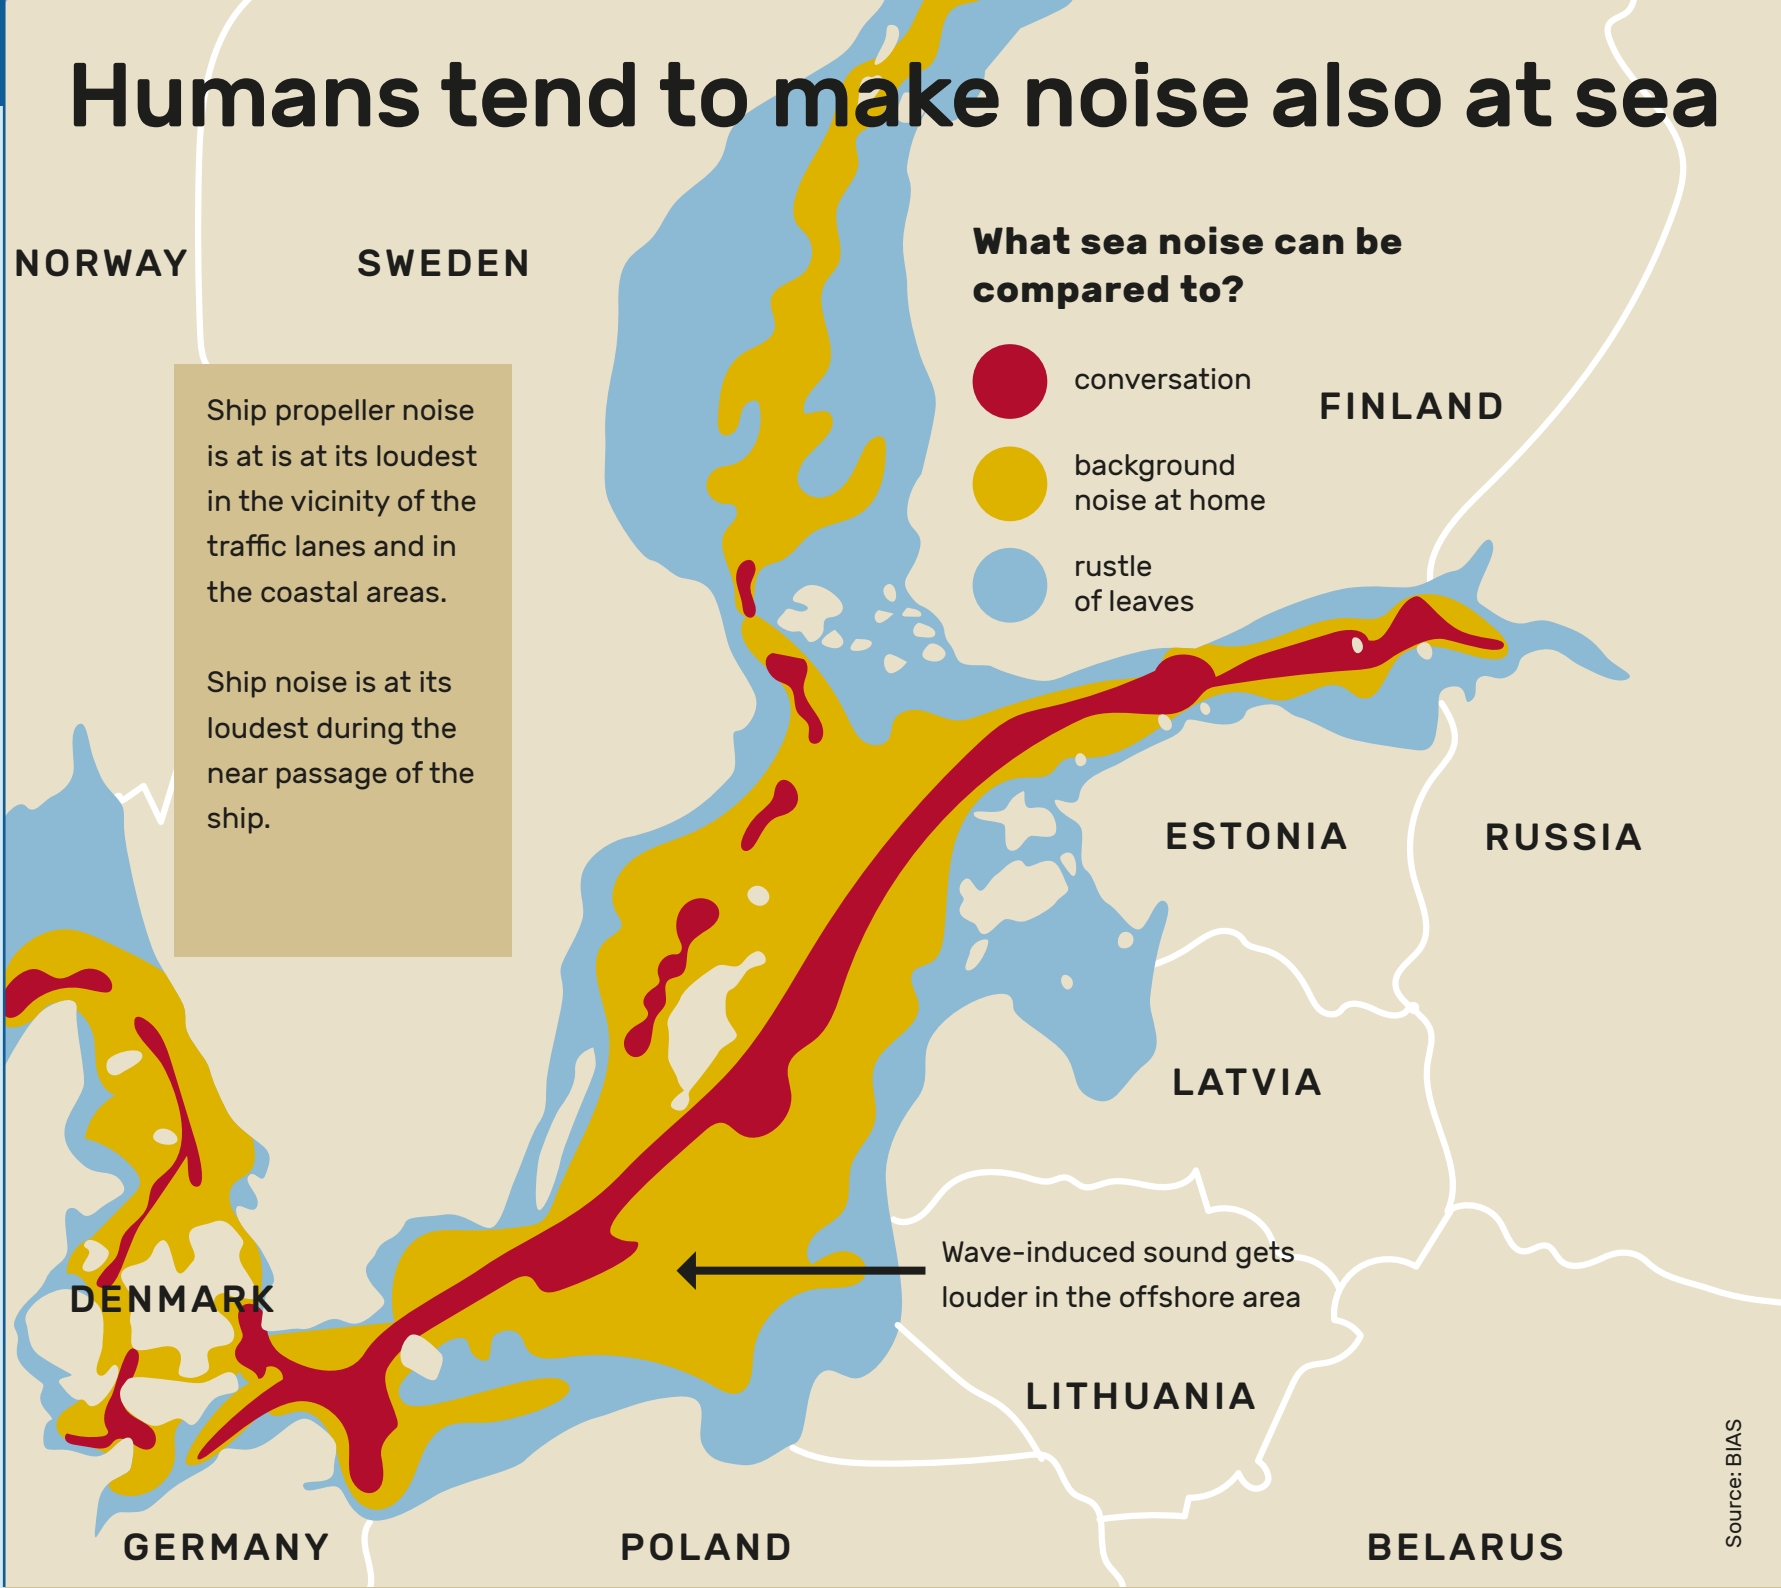 Humans tend to make noise also at sea
NORWAY
SWEDEN
What sea noise can be
compared to?
conversation
background
noise at home
rustle
of leaves
FINLAND
Ship propeller noise
is at is at its loudest
in the vicinity of the
traffic lanes and in
the coastal areas.
Ship noise is at its
loudest during the
near passage of the
ship.
ESTONIA
RUSSIA
LATVIA
Wave-induced sound gets
louder in the offshore area
DENMARK
LITHUANIA
GERMANY
POLAND
BELARUS
Source: BIAS